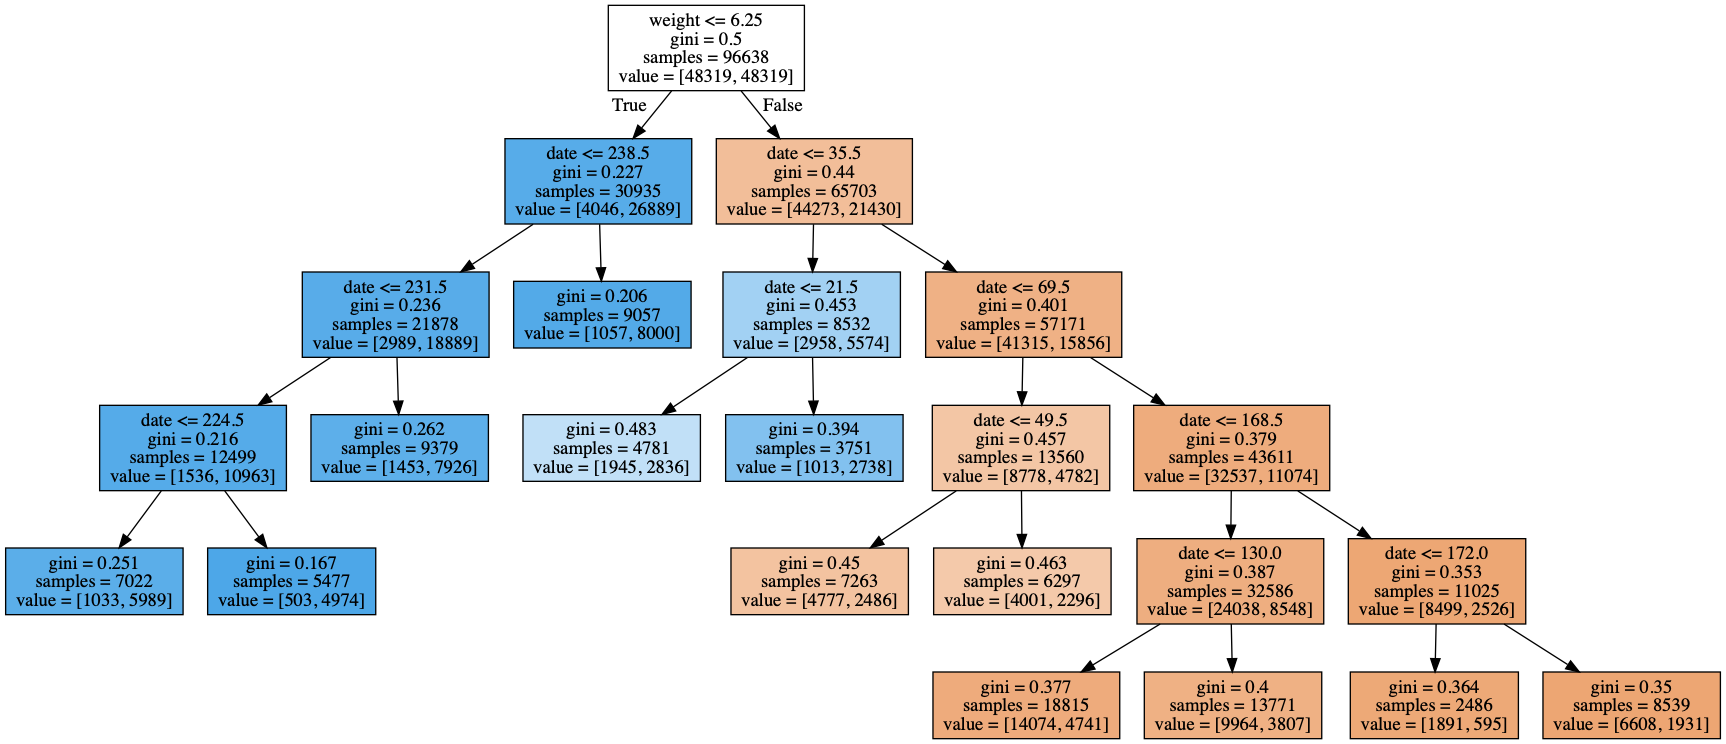 weight <= 6.25
gini = 0.5
samples = 96638
value = [48319, 48319]
True
False
date <= 238.5
gini = 0.227
samples = 30935
value = [4046, 26889]
date <= 35.5
gini = 0.44
samples = 65703
value = [44273, 21430]
date <= 231.5
gini = 0.236
samples = 21878
value = [2989, 18889]
gini = 0.206
samples = 9057
value = [1057, 8000]
date <= 21.5
gini = 0.453
samples = 8532
value = [2958, 5574]
date <= 69.5
gini = 0.401
samples = 57171
value = [41315, 15856]
date <= 224.5
gini = 0.216
samples = 12499
value = [1536, 10963]
gini = 0.262
samples = 9379
value = [1453, 7926]
gini = 0.483
samples = 4781
value = [1945, 2836]
gini = 0.394
samples = 3751
value = [1013, 2738]
date <= 49.5
gini = 0.457
samples = 13560
value = [8778, 4782]
date <= 168.5
gini = 0.379
samples = 43611
value = [32537, 11074]
gini = 0.251
samples = 7022
value = [1033, 5989]
gini = 0.167
samples = 5477
value = [503, 4974]
gini = 0.45
samples = 7263
value = [4777, 2486]
gini = 0.463
samples = 6297
value = [4001, 2296]
date <= 130.0
gini = 0.387
samples = 32586
value = [24038, 8548]
date <= 172.0
gini = 0.353
samples = 11025
value = [8499, 2526]
gini = 0.377
samples = 18815
value = [14074, 4741]
gini = 0.4
samples = 13771
value = [9964, 3807]
gini = 0.364
samples = 2486
value = [1891, 595]
gini = 0.35
samples = 8539
value = [6608, 1931]